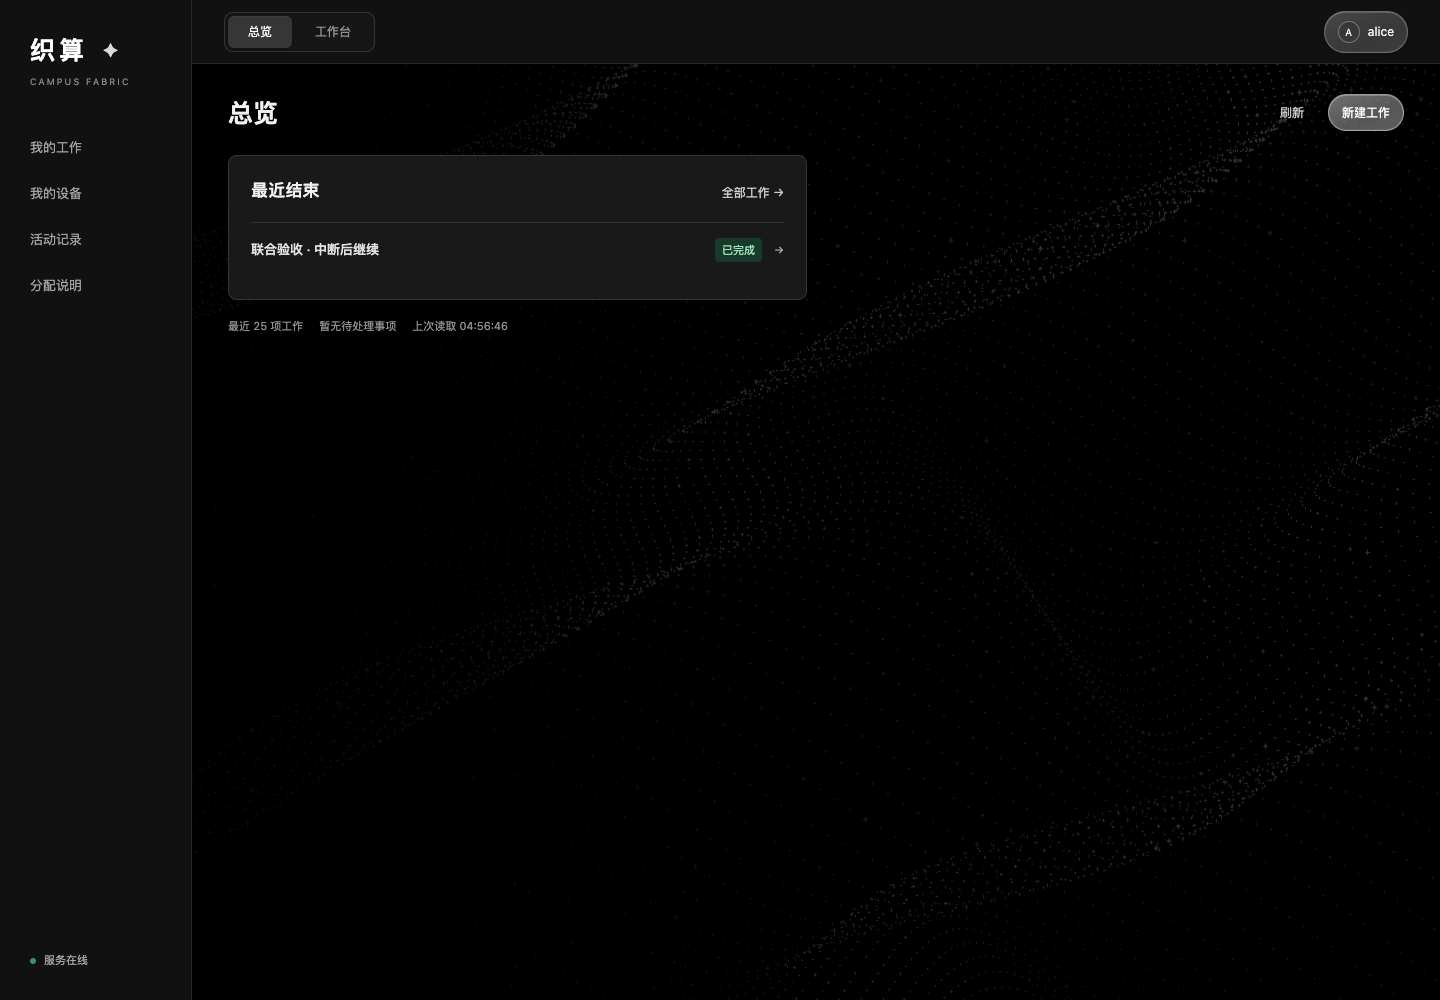 织算
CAMPUS FABRIC
我的工作
我的设备
活动记录
分配说明
服务在线
总览 工作台
A alice
总览
刷新 新建工作
最近结束 全部工作 →
联合验收 · 中断后继续 已完成 →
最近 25 项工作 暂无待处理事项 上次读取 04:56:46